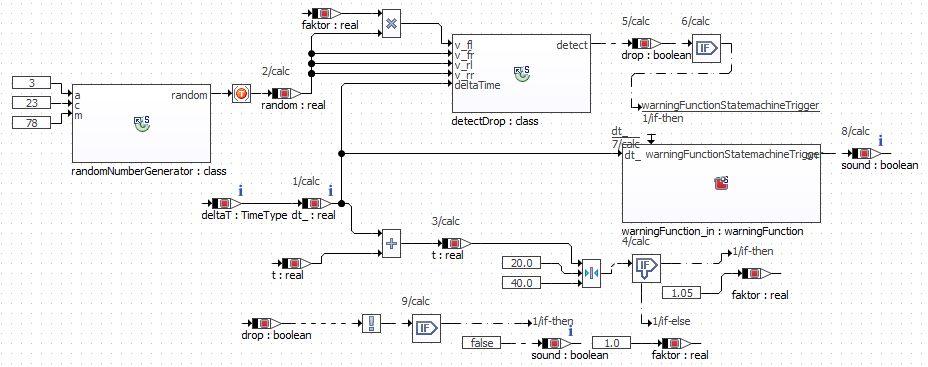 faktor : real
5/calc
6/calc
v_fl
v_fr
v_rl
v_rr
deltaTime
detect
drop : boolean
IF
detectDrop : class
2/calc
3
23
78
a
c
m
random
random : real
randomNumberGenerator : class
warningFunctionStatemachineTrigger
1/if-then
dt_
7/calc
dt_
warningFunctionStatemachineTrigger
8/calc
sound : boolean
warningFunction_in : warningFunction
1/calc
deltaT : TimeType
dt_ : real
3/calc
t : real
t : real
20.0
40.0
4/calc
IF
1/if-then
1.05
faktor : real
1/if-else
9/calc
drop : boolean
!
IF
1/if-then
false
sound : boolean
1.0
faktor : real